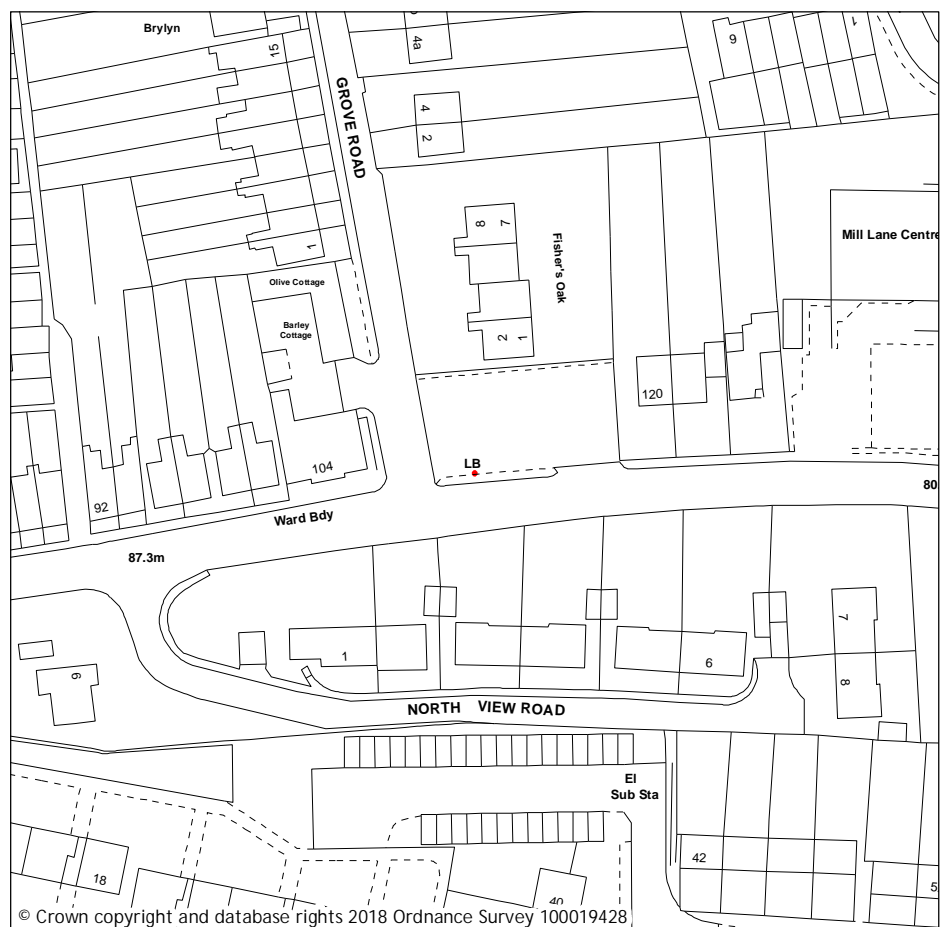 Brylyn
15
4a
6
1
GROVE ROAD
4
2
8
7
Fisher's Oak
Mill Lane Centre
1
Olive Cottage
Barley
Cottage
2
1
120
104
LB
92
80
Ward Bdy
87.3m
7
1
6
9
8
NORTH VIEW ROAD
El
Sub Sta
42
18
40
5
© Crown copyright and database rights 2018 Ordnance Survey 100019428